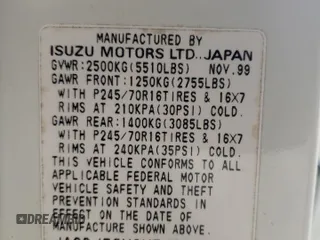 MANUFACTURED BY
ISUZU MOTORS LTD., JAPAN
GVWR: 2500KG(5510LBS) NOV.99
GAWR FRONT: 1250KG(2755LBS)
WITH P245/70R16TIRES & 16X7
RIMS AT 210KPA(30PSI) COLD.
GAWR REAR: 1400KG(3085LBS)
WITH P245/70R16TIRES & 16X7
RIMS AT 240KPA(35PSI) COLD.
THIS VEHICLE CONFORMS TO ALL
APPLICABLE FEDERAL MOTOR
VEHICLE SAFETY AND THEFT
PREVENTION STANDARDS IN
EFFECT ON THE DATE OF
MANUFACTURE SHOWN ABOVE.